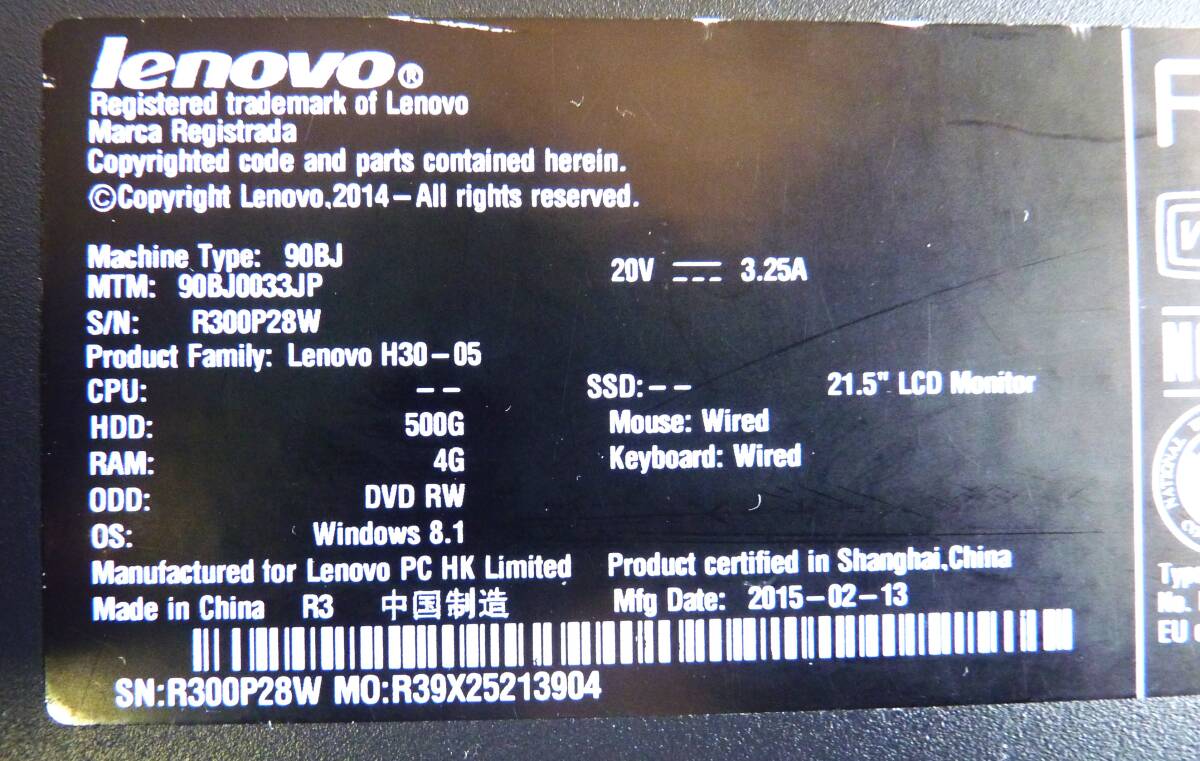 lenovo®
Registered trademark of Lenovo
Marca Registrada
Copyrighted code and parts contained herein.
©Copyright Lenovo,2014–All rights reserved.
Machine Type: 90BJ
MTM: 90BJ0033JP
20V 3.25A
S/N: R300P28W
Product Family: Lenovo H30-05
CPU: -- SSD:-- 21.5" LCD Monitor
HDD: 500G Mouse: Wired
RAM: 4G Keyboard: Wired
ODD: DVD RW
OS: Windows 8.1
Manufactured for Lenovo PC HK Limited Product certified in Shanghai,China
Made in China R3 中国制造 Mfg Date: 2015-02-13
SN:R300P28W MO:R39X25213904
NATIONAL
No.
EU